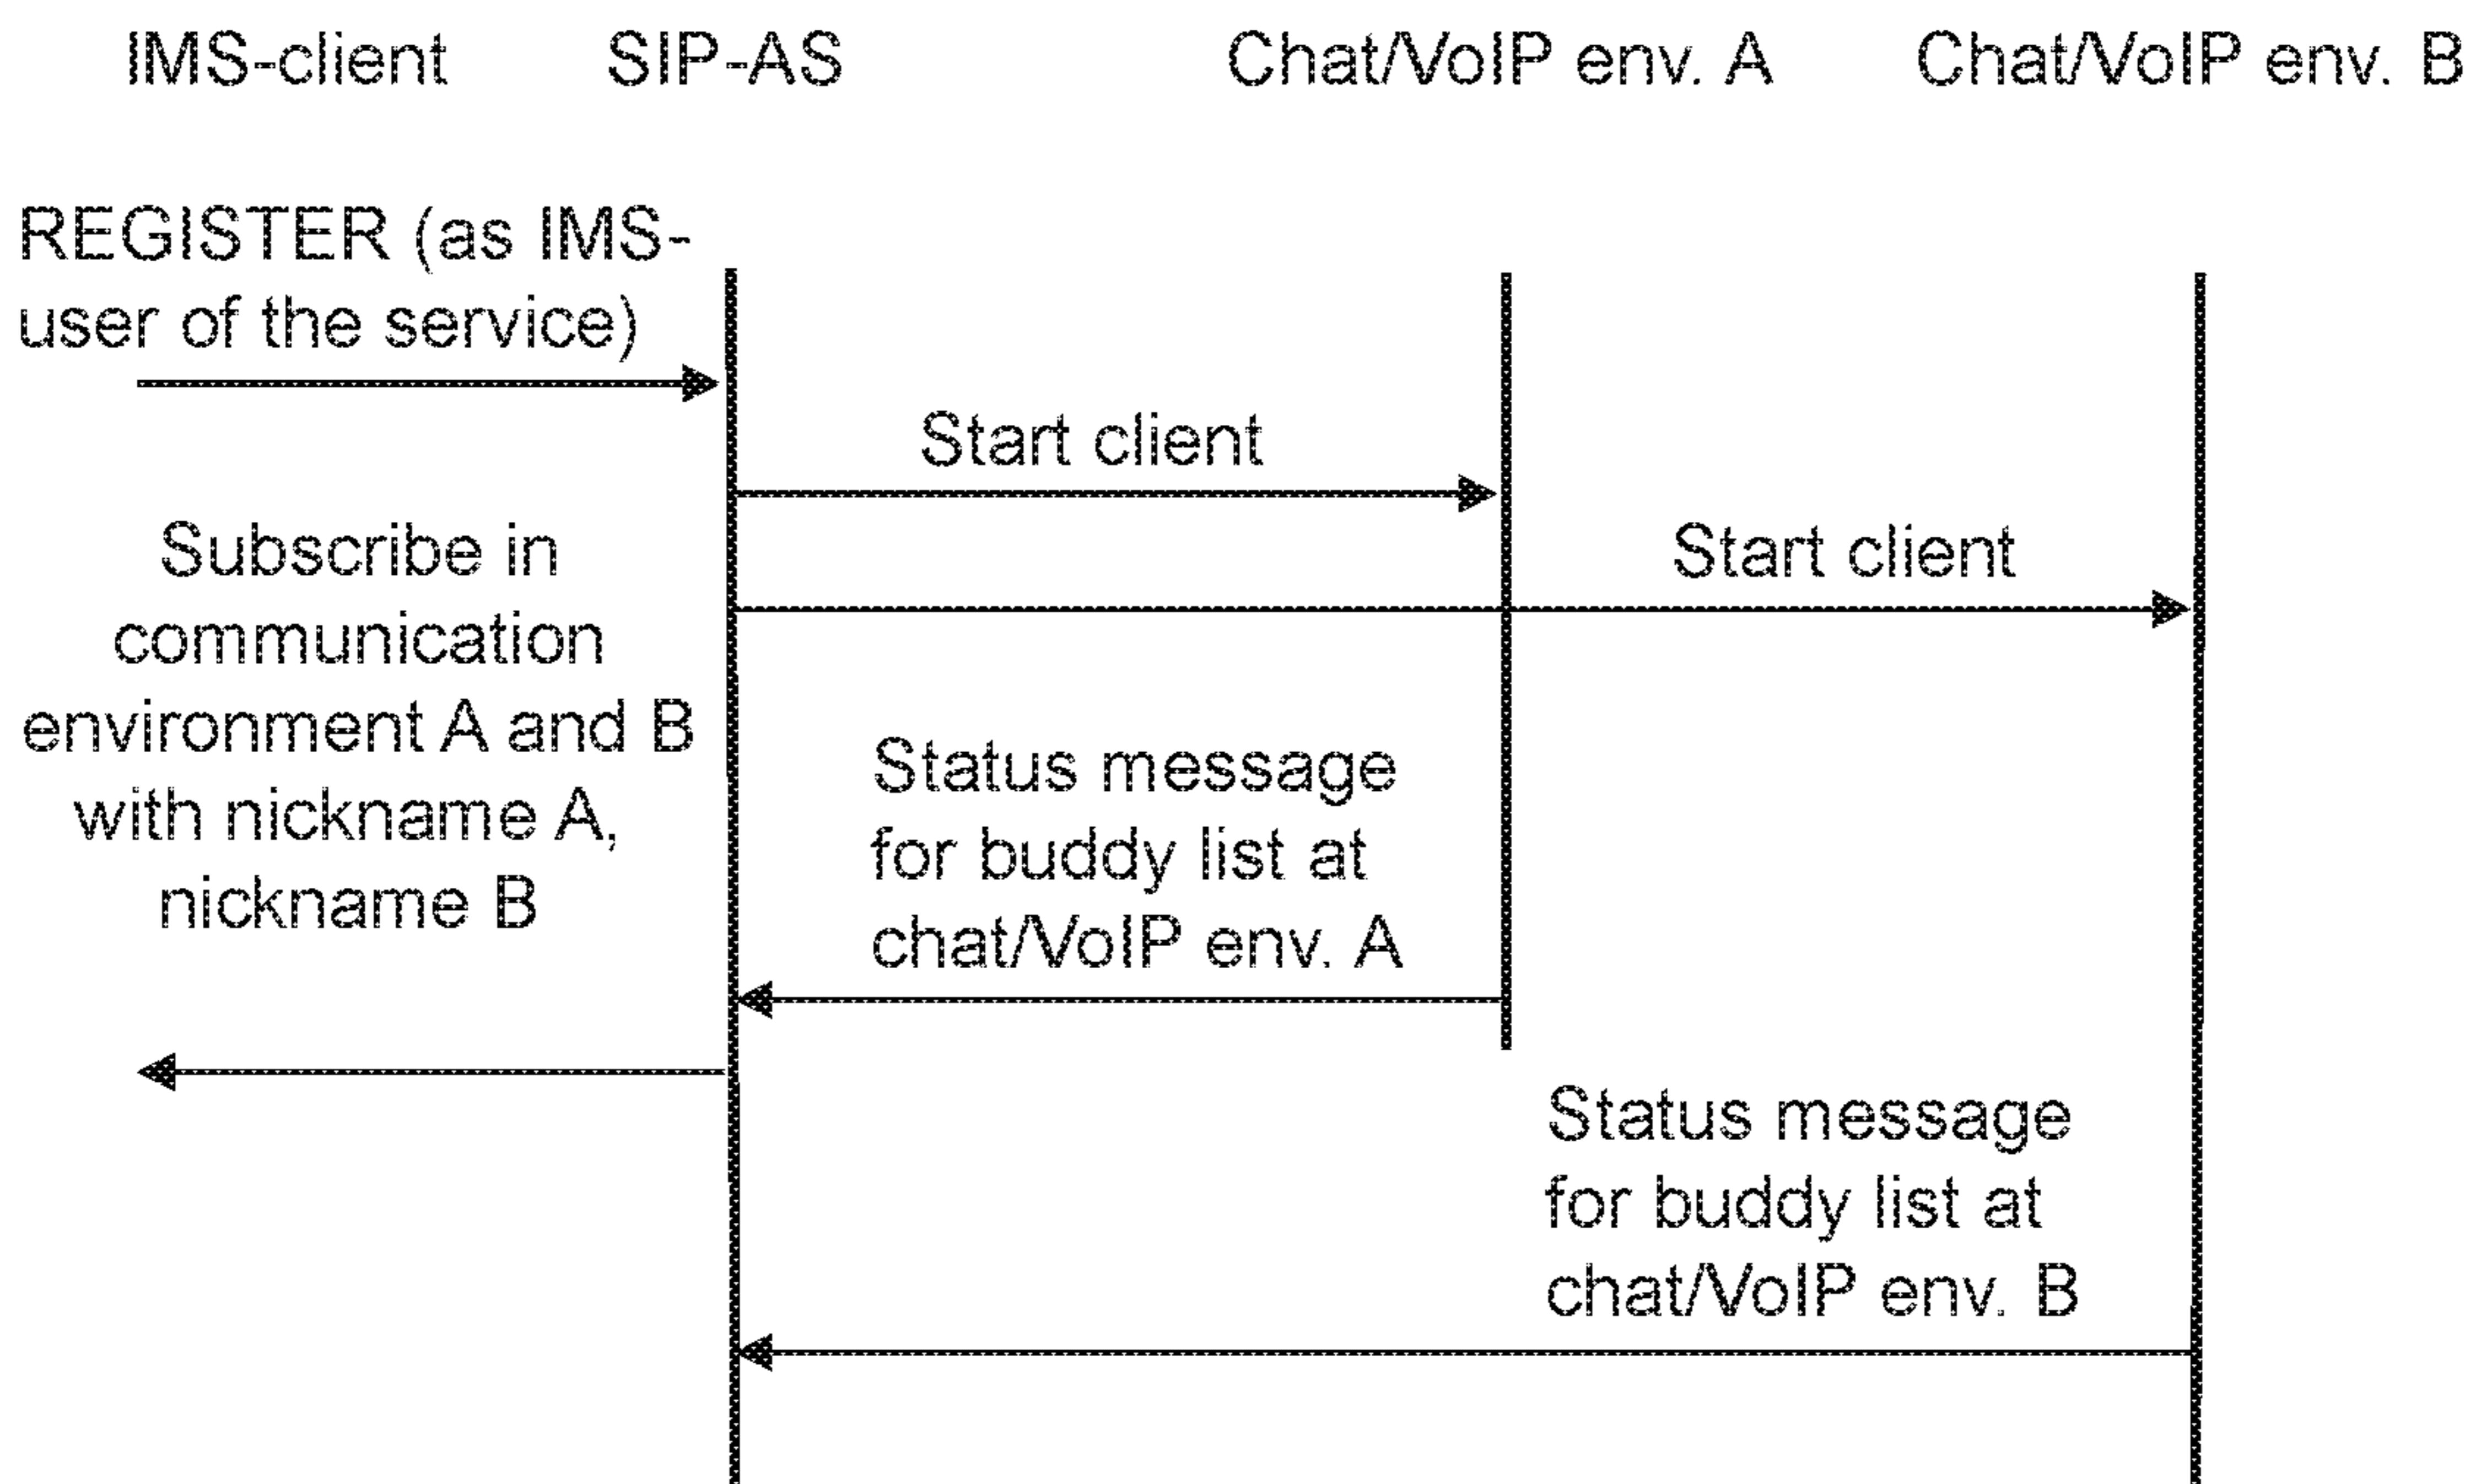 IMS-client SIP-AS Chat/VoIP env. A Chat/VoIP env. B
REGISTER (as IMS-
user of the service)
Start client
Start client
Subscribe in
communication
environment A and B
with nickname A,
nickname B
Status message
for buddy list at
chat/VoIP env. A
Status message
for buddy list at
chat/VoIP env. B